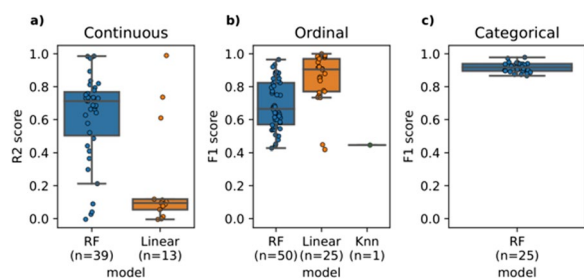 a)
Continuous
R2 score
1.0
0.8
0.6
0.4
0.2
0.0
RF
(n=39)
Linear
(n=13)
model
b)
Ordinal
F1 score
1.0
0.8
0.6
0.4
0.2
0.0
RF
(n=50)
Linear
(n=25)
Knn
(n=1)
model
c)
Categorical
F1 score
1.0
0.8
0.6
0.4
0.2
0.0
RF
(n=25)
model